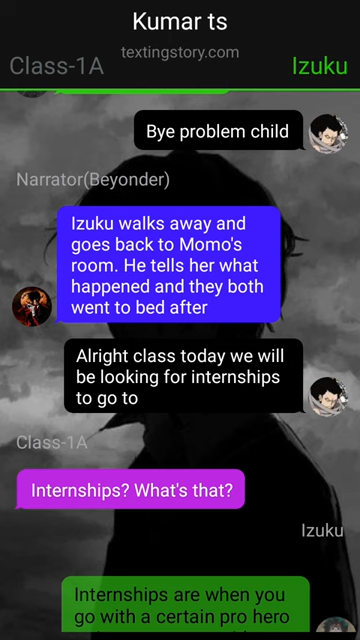 Kumar ts
textingstory.com
Class-1A
Izuku
Bye problem child
Narrator(Beyonder)
Izuku walks away and
goes back to Momo's
room. He tells her what
happened and they both
went to bed after
Alright class today we will
be looking for internships
to go to
Class-1A
Internships? What's that?
Izuku
Internships are when you
go with a certain pro hero